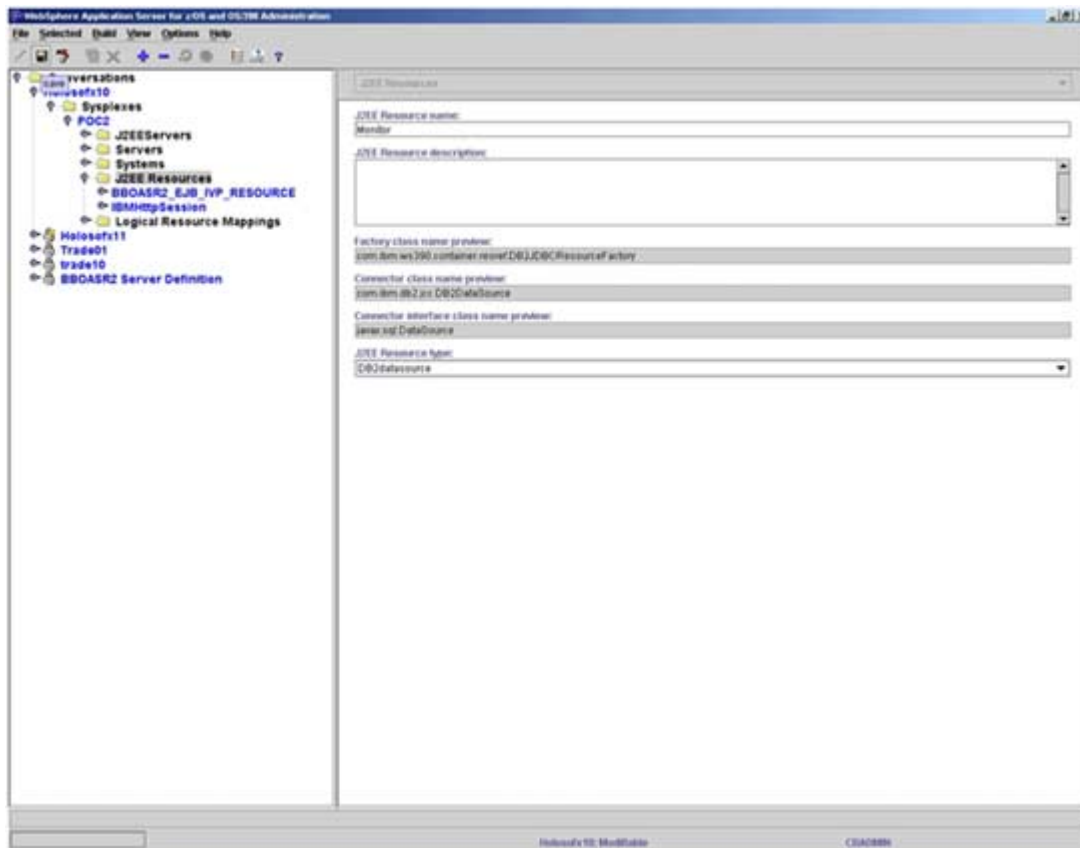 WebSphere Application Server for z/OS and OS/390 Administration
File Selected Build View Options Help
Conversations
save
Holosofx10
Sysplexes
POC2
J2EEServers
Servers
Systems
J2EE Resources
BBOASR2_EJB_IVP_RESOURCE
IBMHttpSession
Logical Resource Mappings
Holosofx11
Trade01
trade10
BBOASR2 Server Definition
J2EE Resources
J2EE Resource name:
Monitor
J2EE Resource description:
Factory class name preview:
com.ibm.ws390.container.resref.DB2JDBCResourceFactory
Connector class name preview:
com.ibm.db2.jcc.DB2DataSource
Connector interface class name preview:
javax.sql.DataSource
J2EE Resource type:
DB2datasource
Holosofx10: Modifiable
CBADMIN